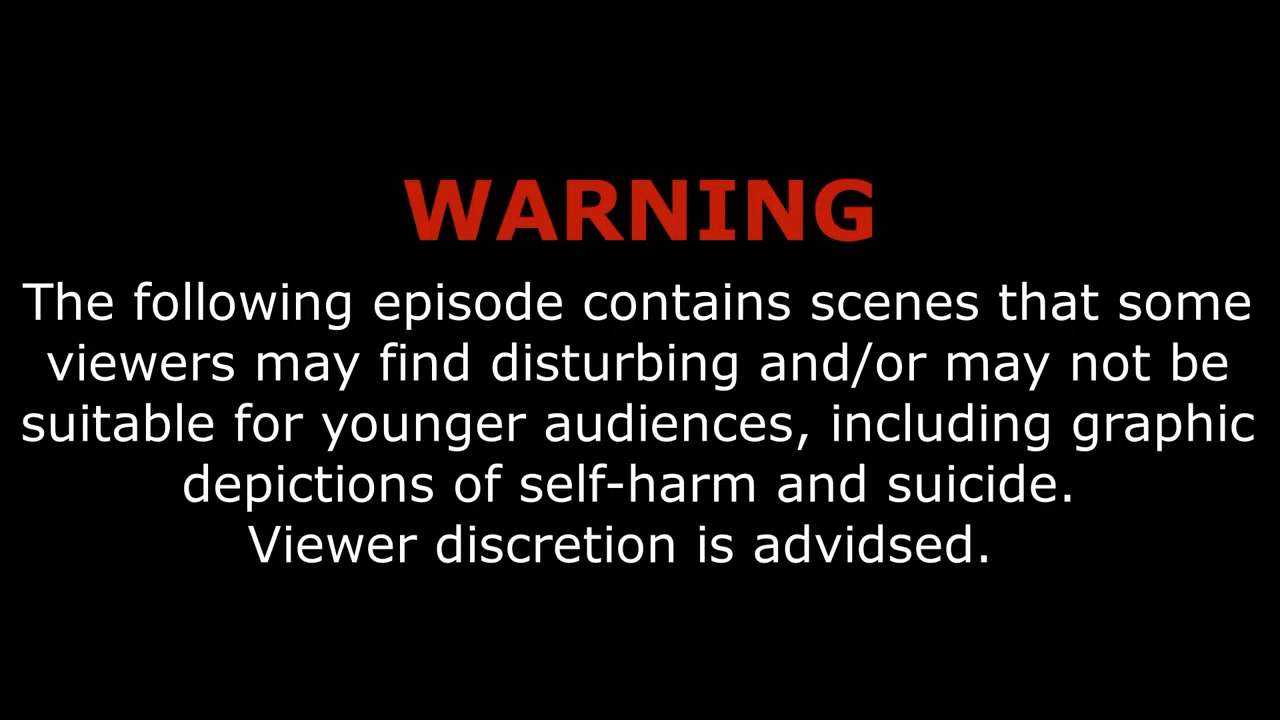 WARNING
The following episode contains scenes that some
viewers may find disturbing and/or may not be
suitable for younger audiences, including graphic
depictions of self-harm and suicide.
Viewer discretion is advidsed.